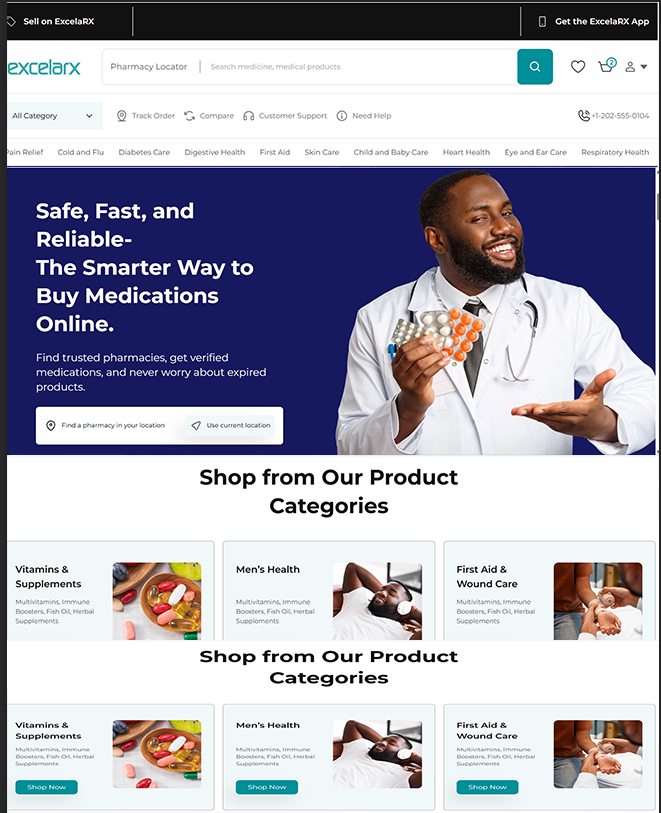 Sell on ExcelaRX
Get the ExcelaRX App
excelarx
Pharmacy Locator
Search medicine, medical products
2
All Category
Track Order
Compare
Customer Support
Need Help
+1-202-555-0104
Pain Relief
Cold and Flu
Diabetes Care
Digestive Health
First Aid
Skin Care
Child and Baby Care
Heart Health
Eye and Ear Care
Respiratory Health
Safe, Fast, and
Reliable-
The Smarter Way to
Buy Medications
Online.
Find trusted pharmacies, get verified
medications, and never worry about expired
products.
Find a pharmacy in your location
Use current location
Shop from Our Product
Categories
Vitamins &
Supplements
Multivitamins, Immune
Boosters, Fish Oil, Herbal
Supplements
Men's Health
Multivitamins, Immune
Boosters, Fish Oil, Herbal
Supplements
First Aid &
Wound Care
Multivitamins, Immune
Boosters, Fish Oil, Herbal
Supplements
Shop from Our Product
Categories
Vitamins &
Supplements
Multivitamins, Immune
Boosters, Fish Oil, Herbal
Supplements
Shop Now
Men's Health
Multivitamins, Immune
Boosters, Fish Oil, Herbal
Supplements
Shop Now
First Aid &
Wound Care
Multivitamins, Immune
Boosters, Fish Oil, Herbal
Supplements
Shop Now